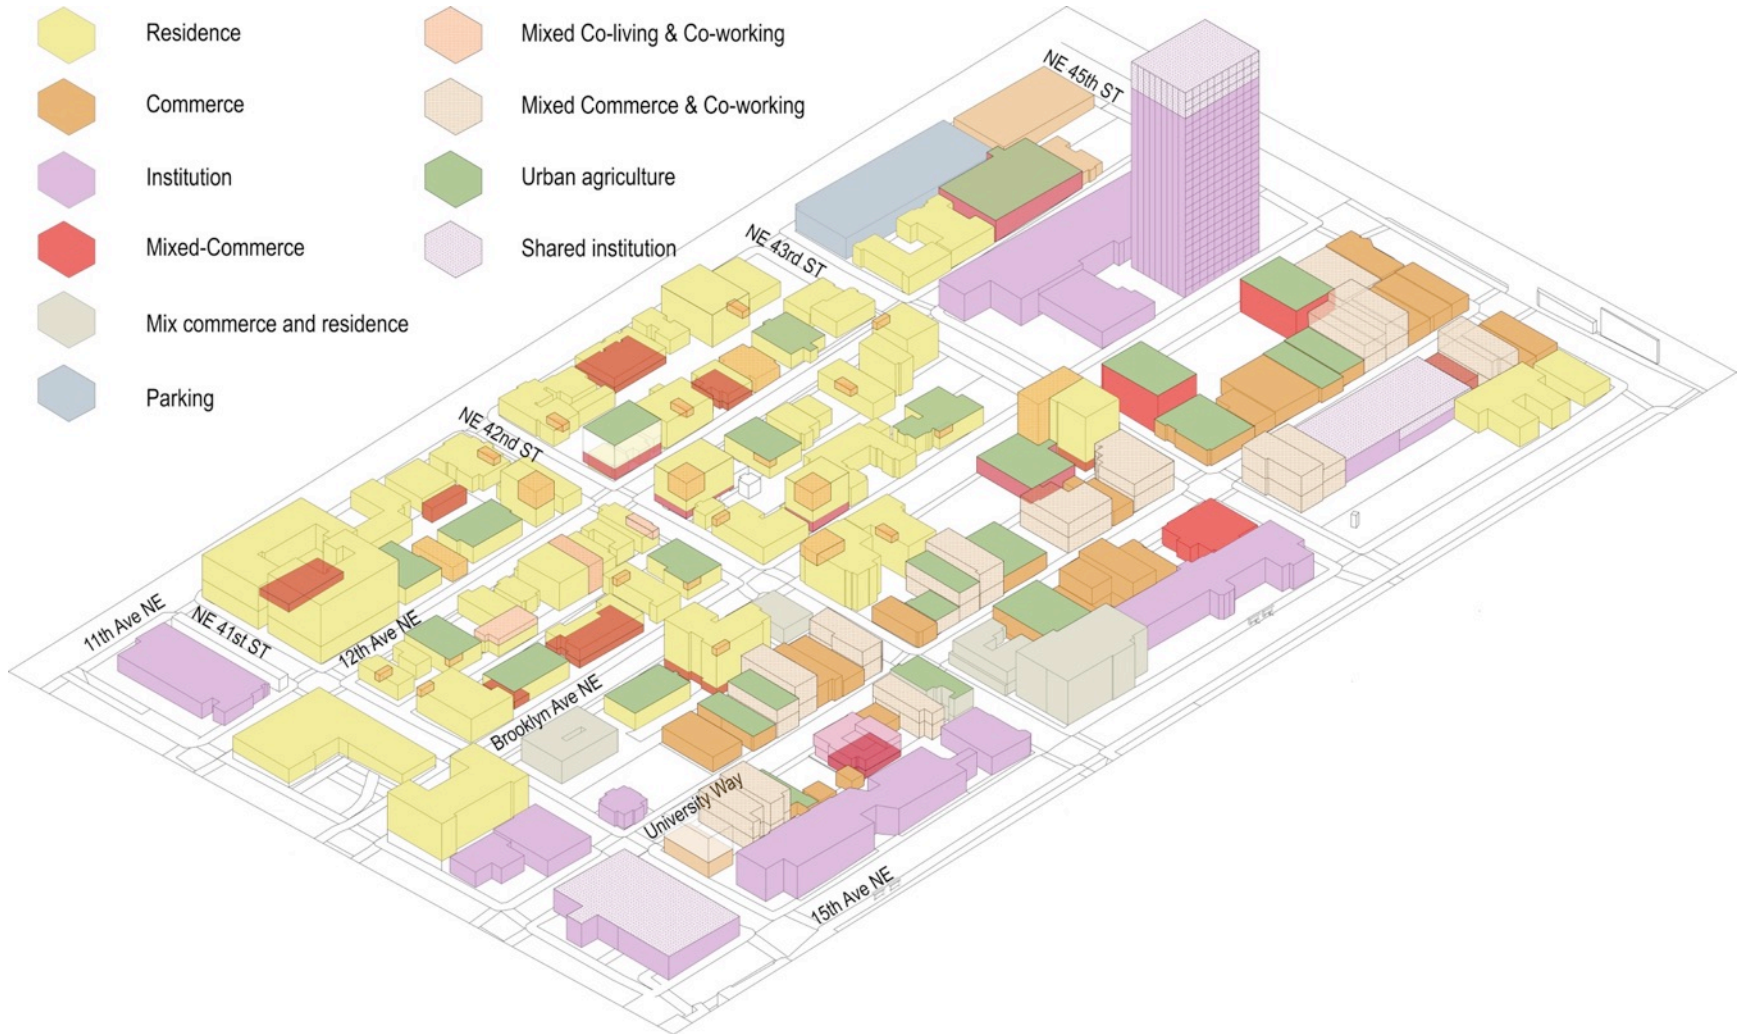 Residence
Commerce
Institution
Mixed-Commerce
Mix commerce and residence
Parking
Mixed Co-living & Co-working
Mixed Commerce & Co-working
Urban agriculture
Shared institution
NE 45th ST
NE 43rd ST
NE 42nd ST
NE 41st ST
11th Ave NE
12th Ave NE
Brooklyn Ave NE
University Way
15th Ave NE